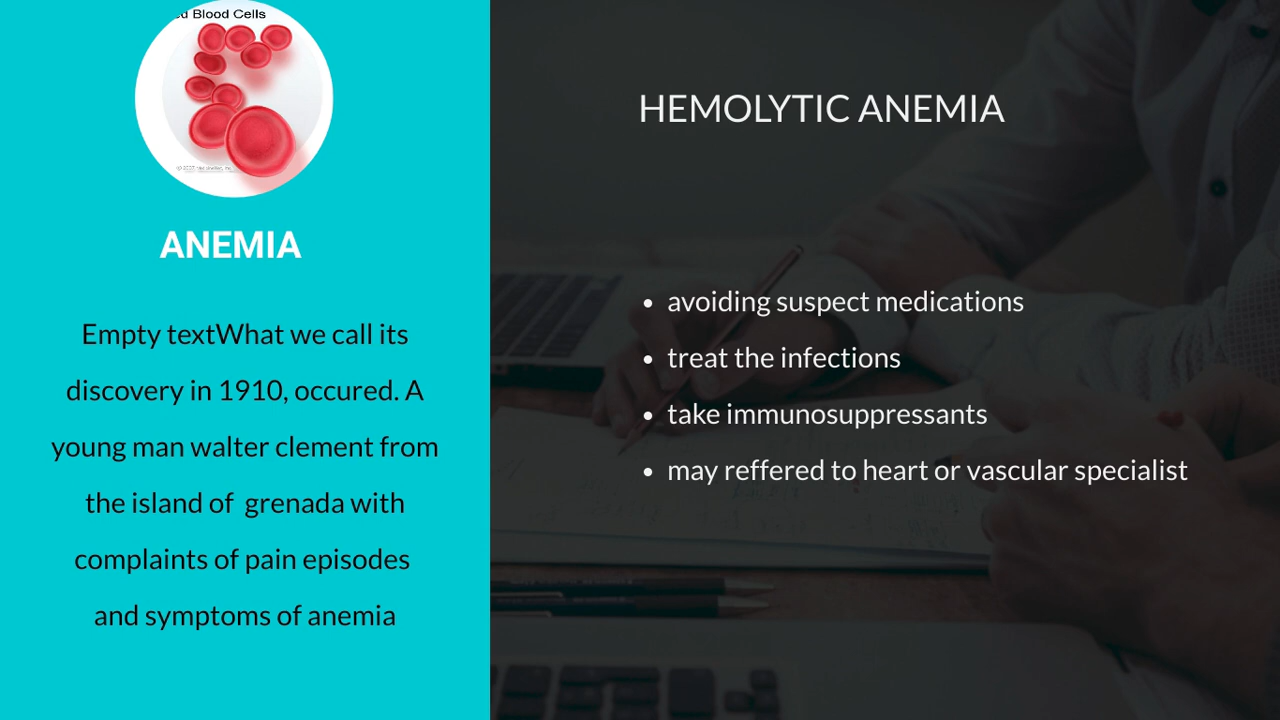 ed Blood Cells
ANEMIA
Empty textWhat we call its
discovery in 1910, occured. A
young man walter clement from
the island of grenada with
complaints of pain episodes
and symptoms of anemia
HEMOLYTIC ANEMIA
• avoiding suspect medications
• treat the infections
• take immunosuppressants
• may reffered to heart or vascular specialist